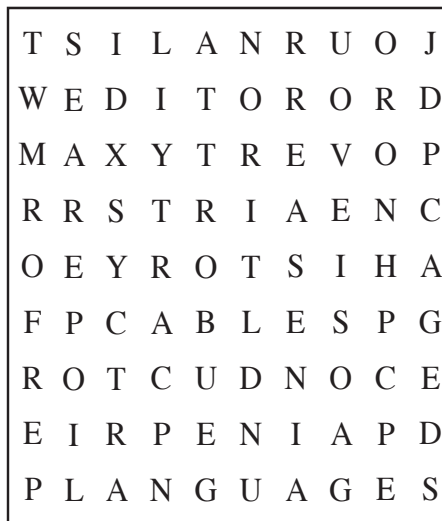 T S I L A N R U O J
W E D I T O R O R D
M A X Y T R E V O P
R R S T R I A E N C
O E Y R O T S I H A
F P C A B L E S P G
R O T C U D N O C E
E I R P E N I A P D
P L A N G U A G E S